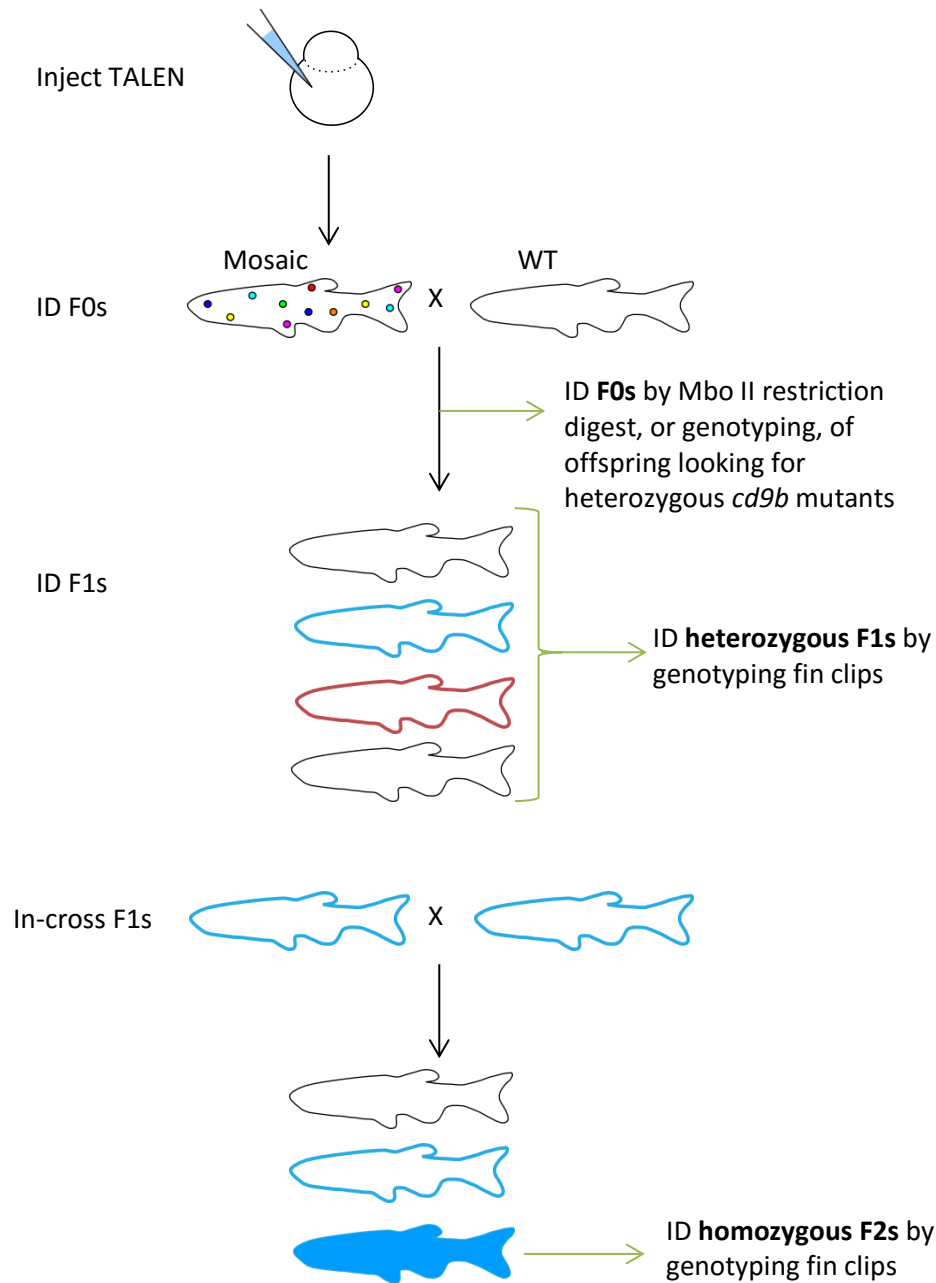 Inject TALEN
Mosaic
WT
ID F0s
X
ID F0s by Mbo II restriction
digest, or genotyping, of
offspring looking for
heterozygous cd9b mutants
ID F1s
ID heterozygous F1s by
genotyping fin clips
In-cross F1s
X
ID homozygous F2s by
genotyping fin clips